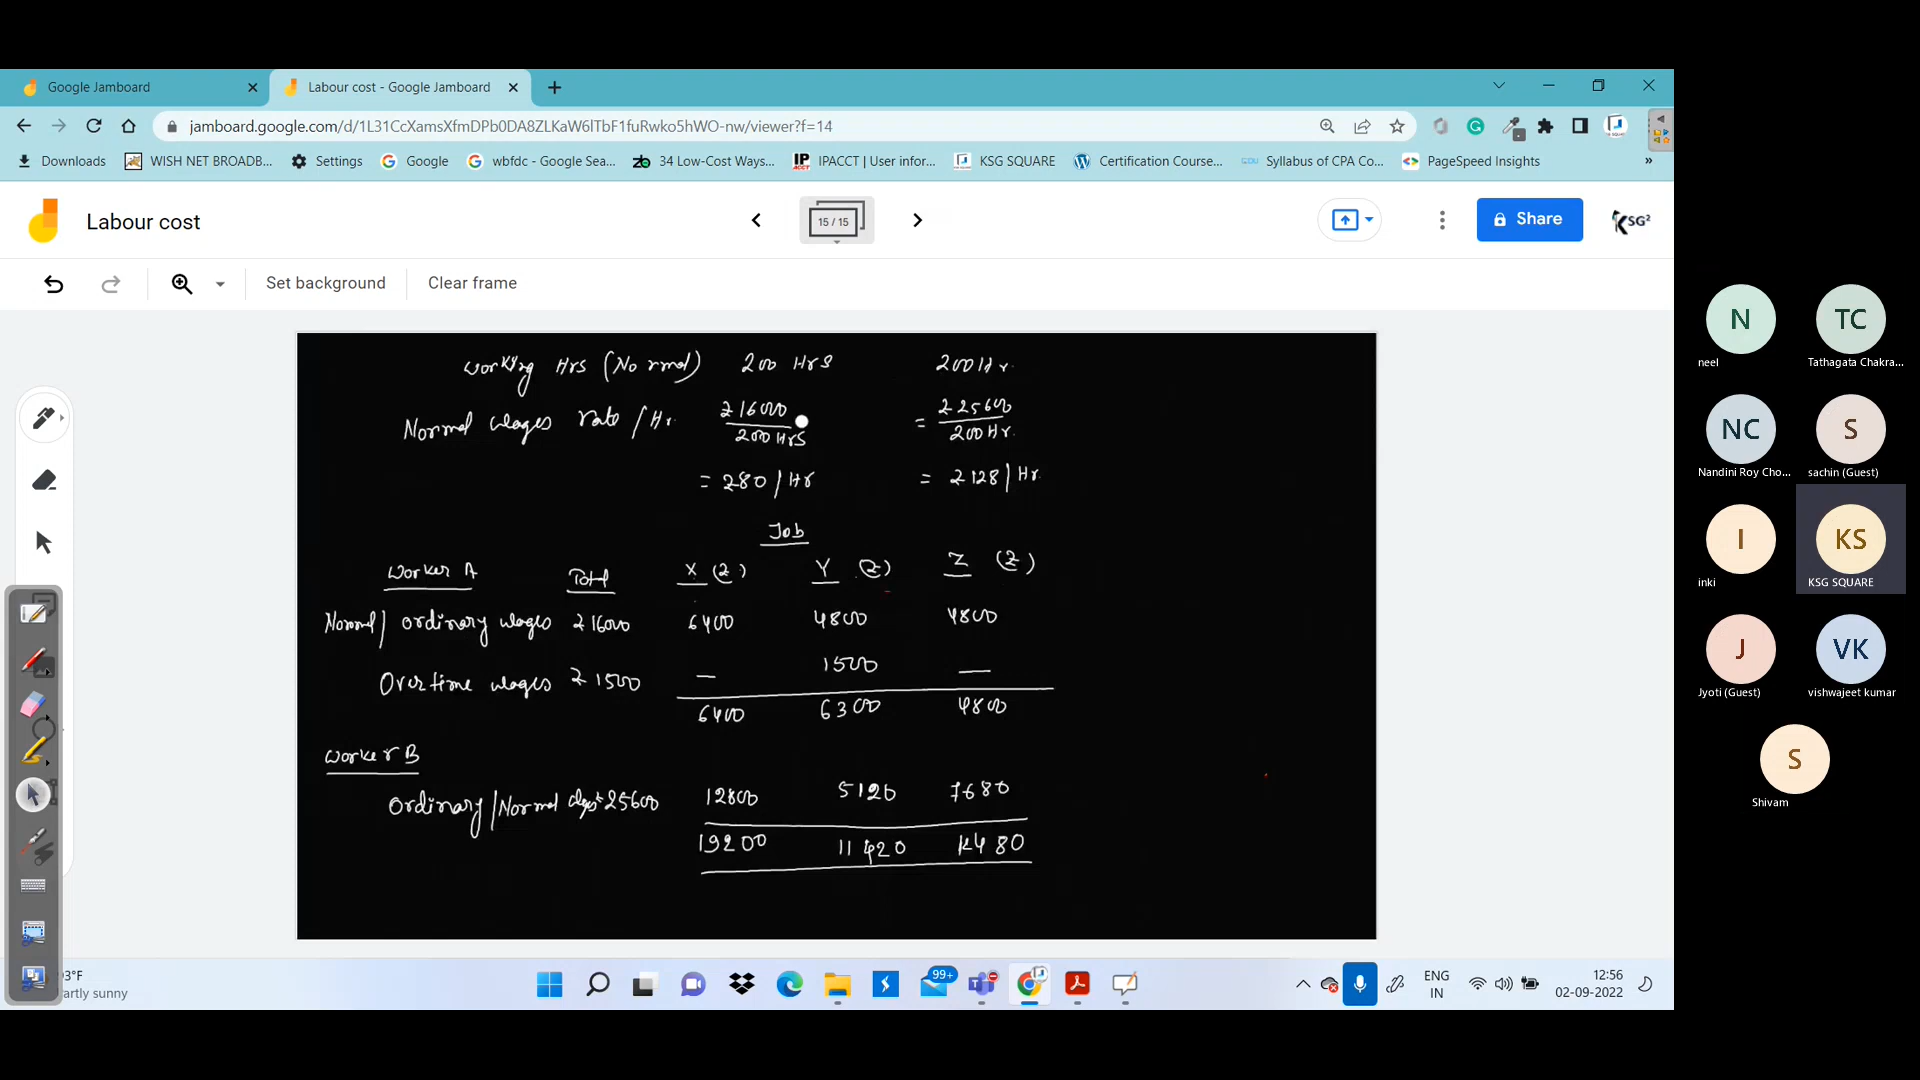 Google Jamboard
Labour cost - Google Jamboard
jamboard.google.com/d/1L31CcXamsXfmDPb0DA8ZLKaW6lTbF1fuRwko5hWO-nw/viewer?f=14
Downloads WISH NET BROADB... Settings Google wbfdc - Google Sea... 34 Low-Cost Ways... IPACCT | User infor... KSG SQUARE Certification Course... Syllabus of CPA Co... PageSpeed Insights »
Labour cost
15 / 15
Share
KSG²
Set background Clear frame
Working Hrs (Normal) 200 Hrs 200 Hr.
Normal wages rate / Hr. ₹16000 / 200 Hrs = ₹25600 / 200 Hr.
= ₹80 / Hr = ₹128 / Hr.
Job
Worker A Total X (₹) Y (₹) Z (₹)
Normal / ordinary wages ₹16000 6400 4800 4800
Overtime wages ₹1500 — 1500 —
6400 6300 4800
Worker B
Ordinary / Normal wages ₹25600 12800 5120 7680
19200 11420 12480
N
neel
TC
Tathagata Chakra...
NC
Nandini Roy Cho...
S
sachin (Guest)
I
inki
KS
KSG SQUARE
J
Jyoti (Guest)
VK
vishwajeet kumar
S
Shivam
93°F
artly sunny
99+
ENG
IN
12:56
02-09-2022